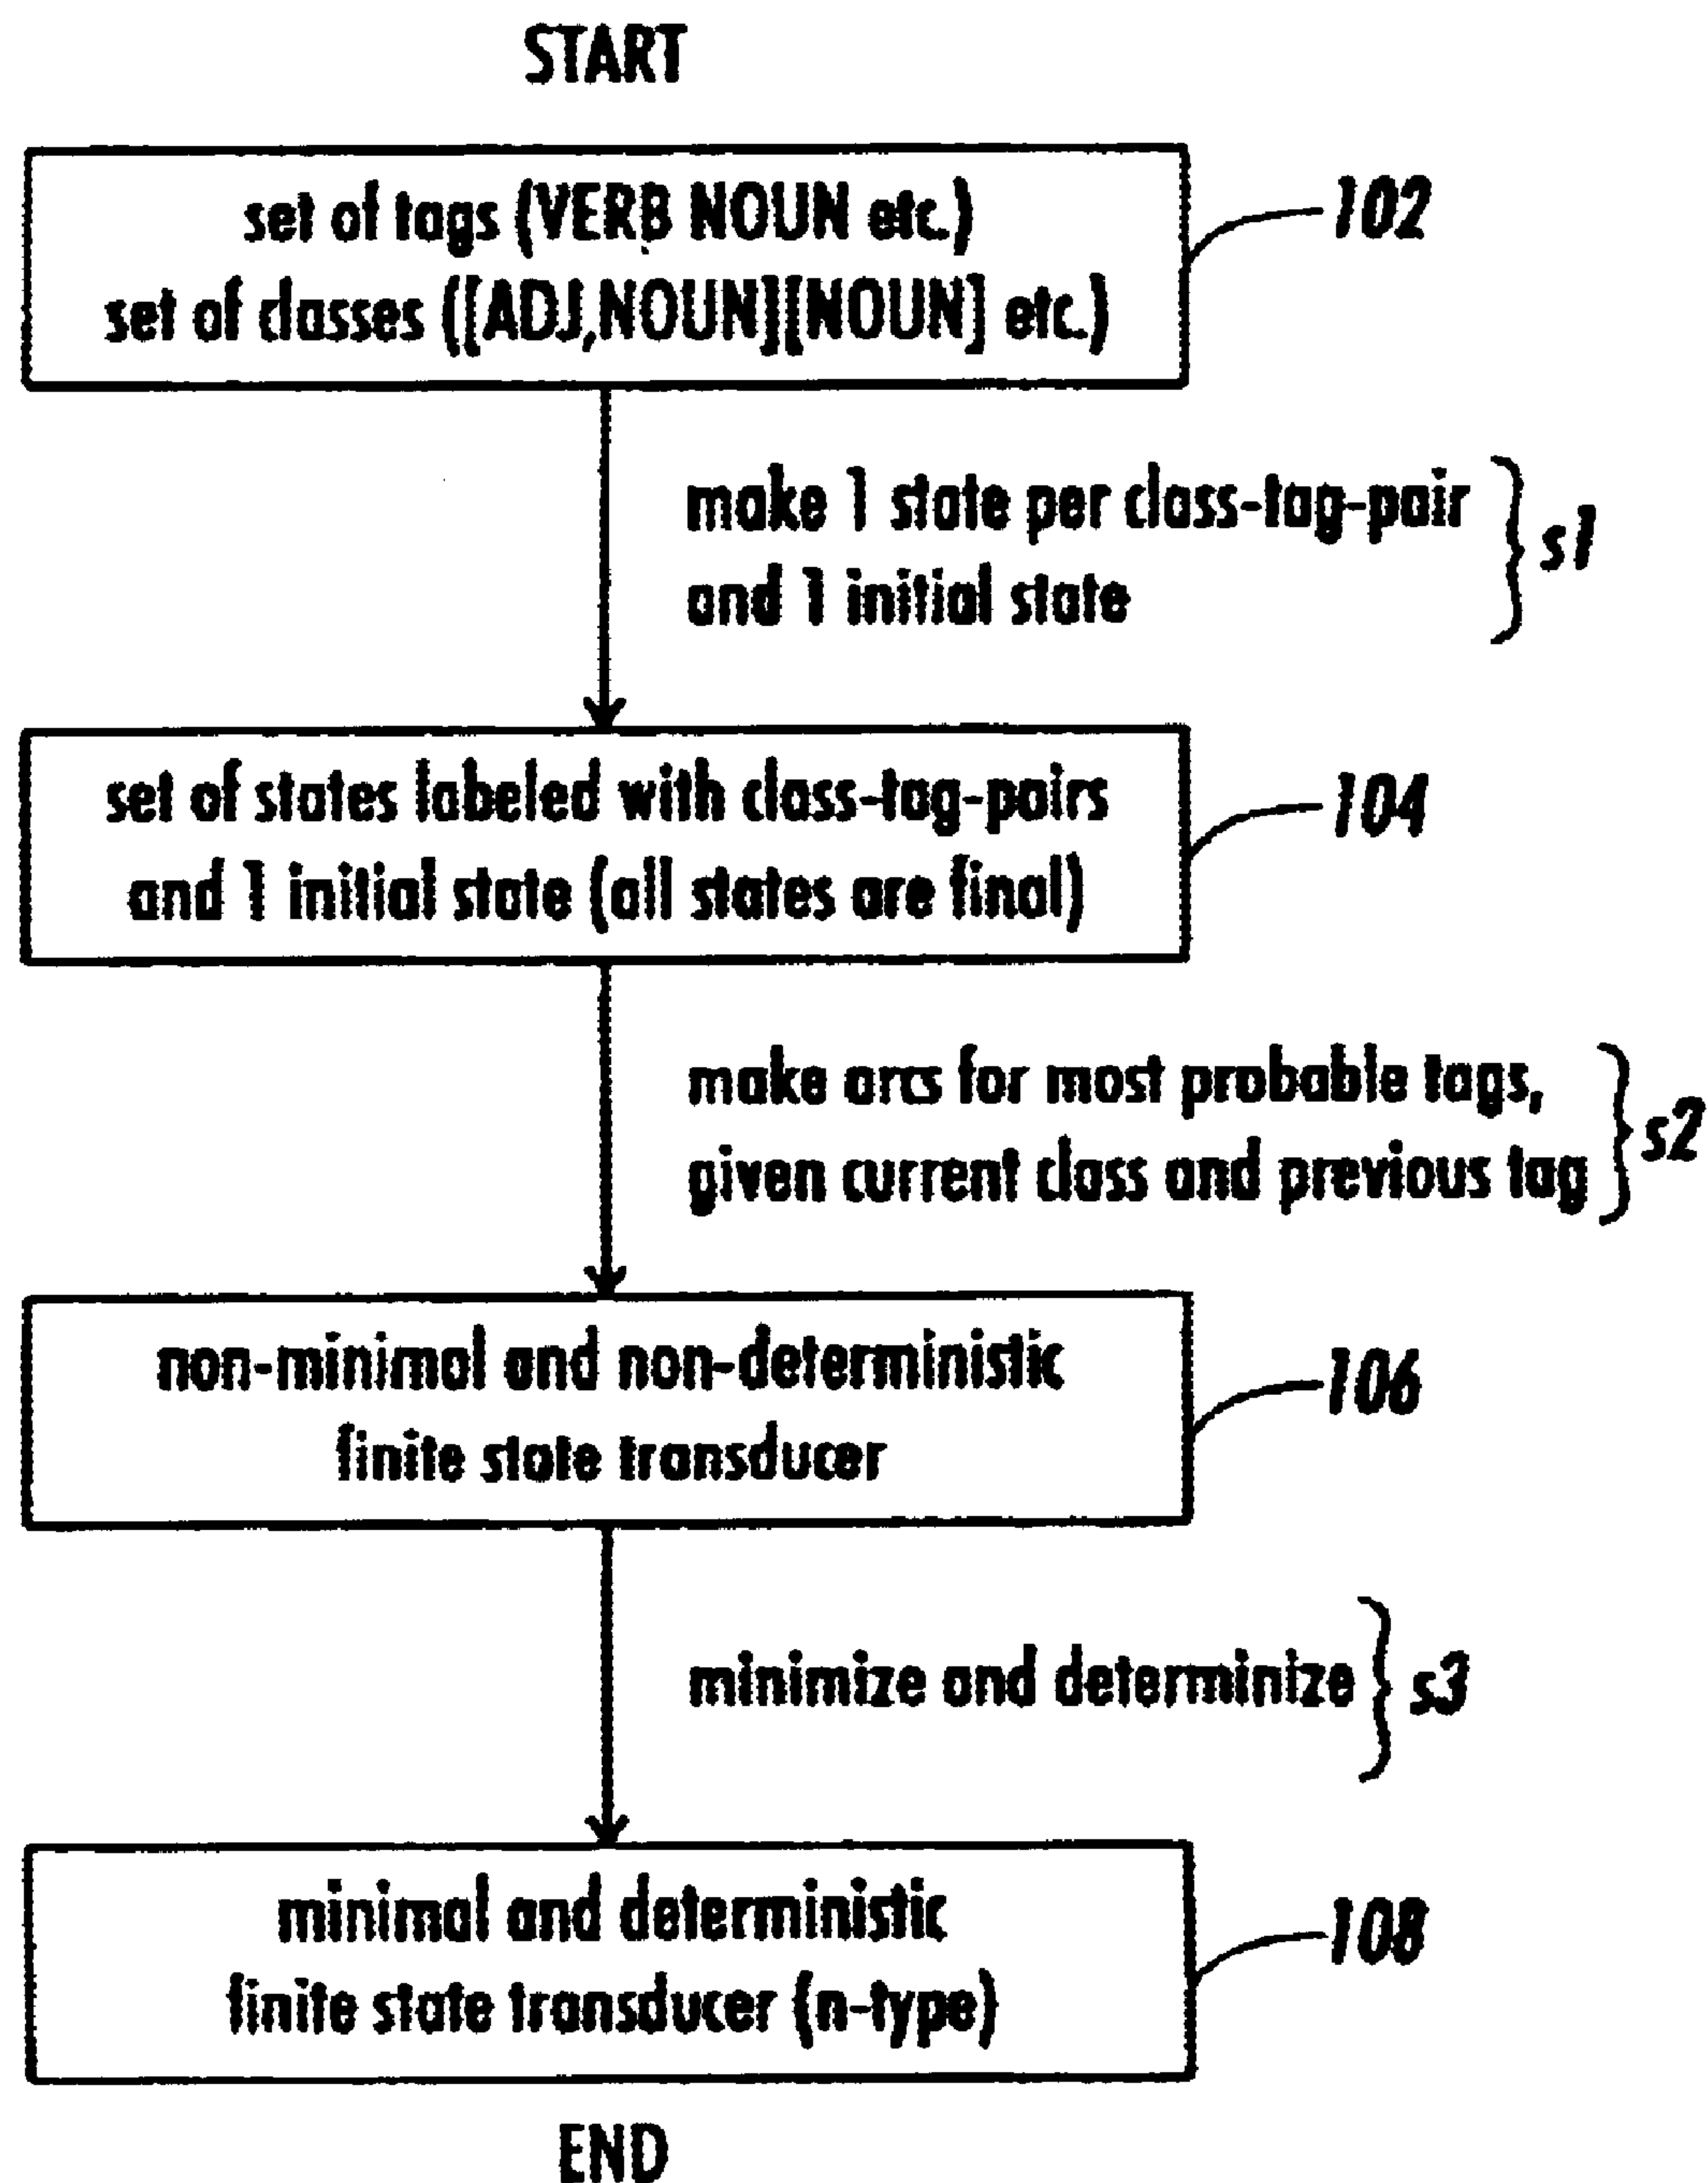 START
set of tags (VERB NOUN etc.)
set of classes ([ADJ,NOUN][NOUN] etc.)
102
make 1 state per class-tag-pair
and 1 initial state
s1
set of states labeled with class-tag-pairs
and 1 initial state (all states are final)
104
make arcs for most probable tags,
given current class and previous tag
s2
non-minimal and non-deterministic
finite state transducer
106
minimize and determinize
s3
minimal and deterministic
finite state transducer (n-type)
108
END